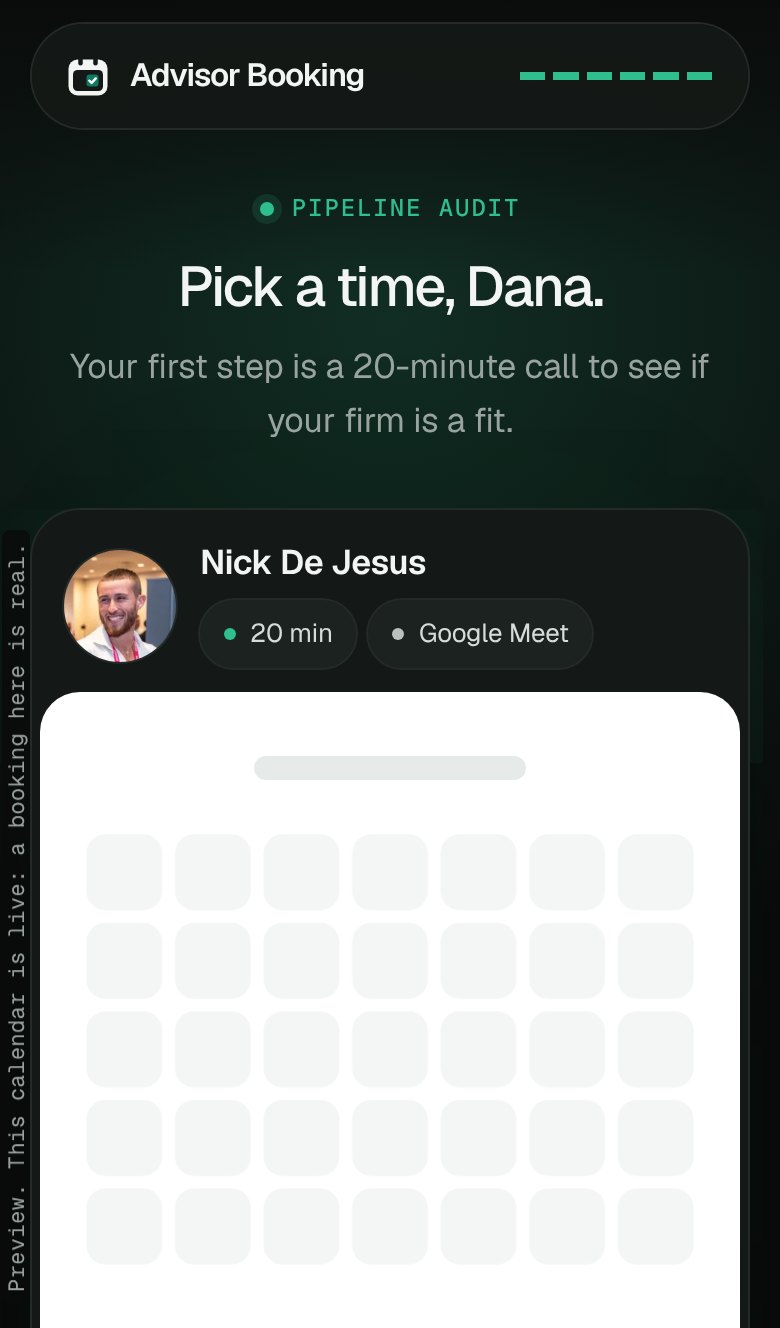 Advisor Booking
PIPELINE AUDIT
Pick a time, Dana.
Your first step is a 20-minute call to see if
your firm is a fit.
Nick De Jesus
20 min
Google Meet
Preview. This calendar is live: a booking here is real.